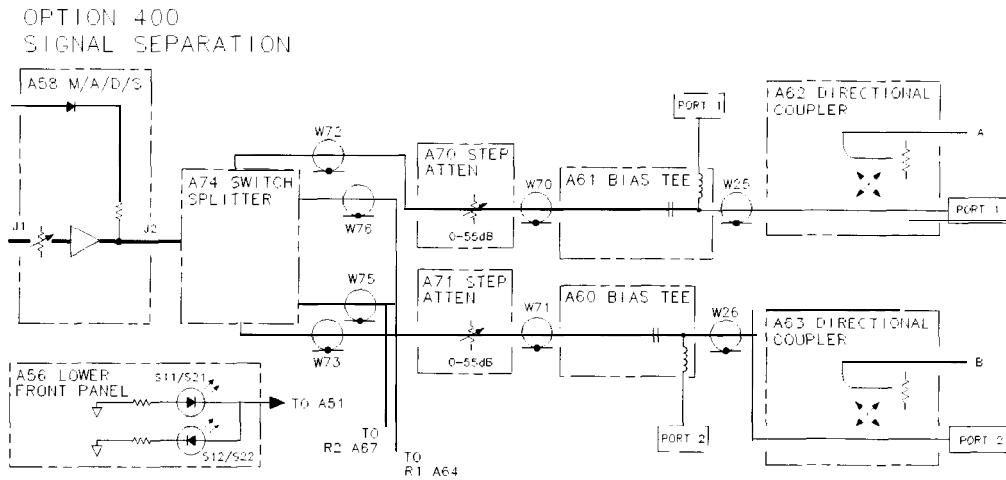 OPTION 400
SIGNAL SEPARATION
A58 M/A/D/S
J1
J2
A74 SWITCH
SPLITTER
W72
W76
W75
W73
A70 STEP
ATTEN
0-55dB
A71 STEP
ATTEN
0-55dB
W70
W71
PORT 1
A61 BIAS TEE
W25
A60 BIAS TEE
W26
PORT 2
A62 DIRECTIONAL
COUPLER
A
PORT 1
A63 DIRECTIONAL
COUPLER
B
PORT 2
A56 LOWER
FRONT PANEL
S11/S21
S12/S22
TO A51
TO
R2 A67
TO
R1 A64